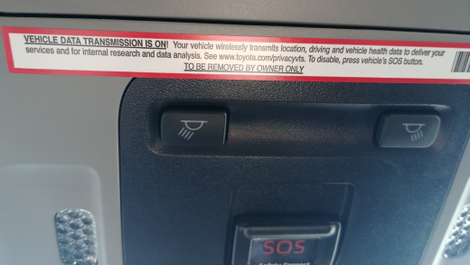 VEHICLE DATA TRANSMISSION IS ON! Your vehicle wirelessly transmits location, driving and vehicle health data to deliver your
services and for internal research and data analysis. See www.toyota.com/privacyvts. To disable, press vehicle's SOS button.
TO BE REMOVED BY OWNER ONLY
SOS
Safety Connect